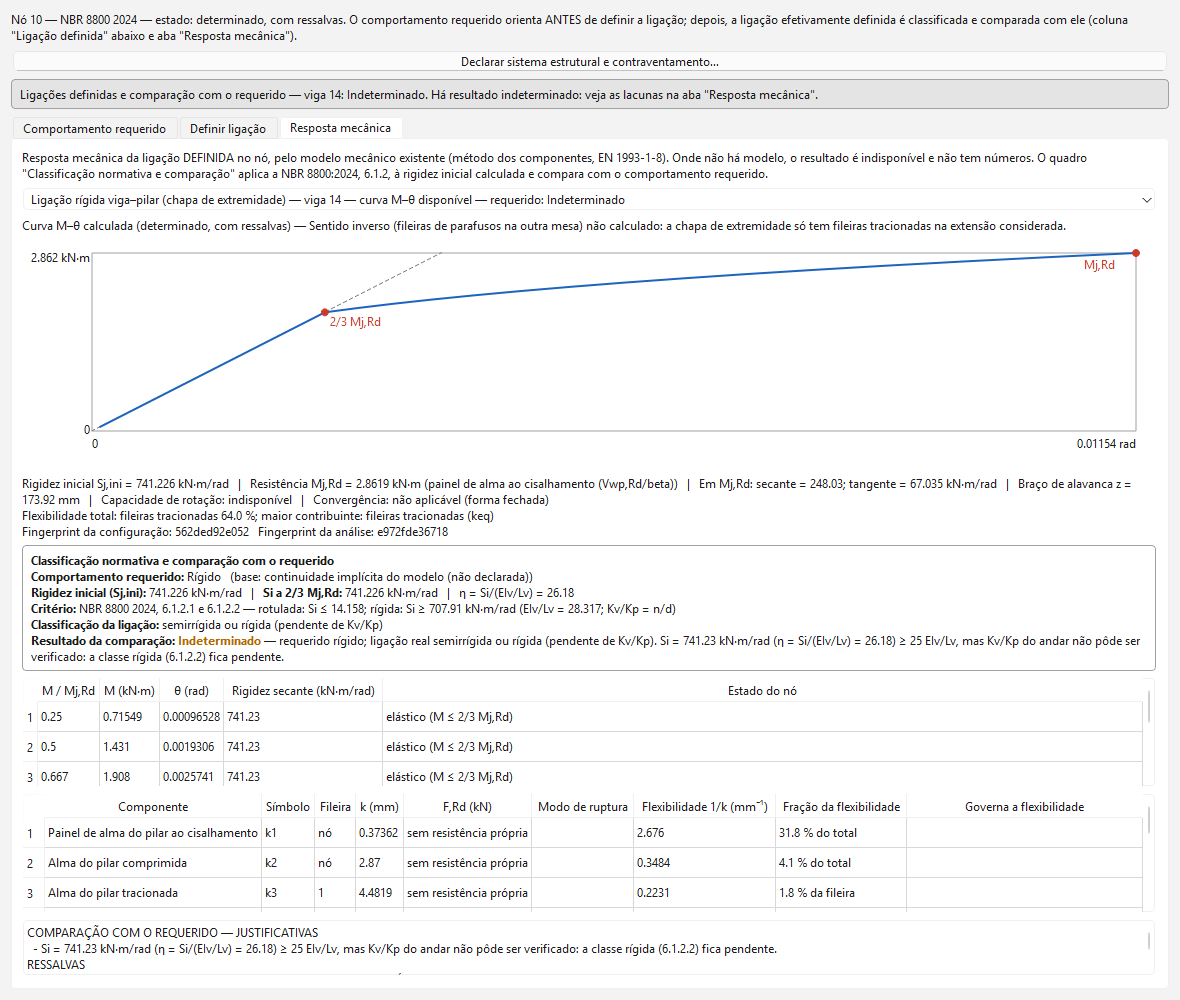 Nó 10 — NBR 8800 2024 — estado: determinado, com ressalvas. O comportamento requerido orienta ANTES de definir a ligação; depois, a ligação efetivamente definida é classificada e comparada com ele (coluna
"Ligação definida" abaixo e aba "Resposta mecânica").
Declarar sistema estrutural e contraventamento...
Ligações definidas e comparação com o requerido — viga 14: Indeterminado. Há resultado indeterminado: veja as lacunas na aba "Resposta mecânica".
Comportamento requerido Definir ligação Resposta mecânica
Resposta mecânica da ligação DEFINIDA no nó, pelo modelo mecânico existente (método dos componentes, EN 1993-1-8). Onde não há modelo, o resultado é indisponível e não tem números. O quadro
"Classificação normativa e comparação" aplica a NBR 8800:2024, 6.1.2, à rigidez inicial calculada e compara com o comportamento requerido.
Ligação rígida viga–pilar (chapa de extremidade) — viga 14 — curva M–θ disponível — requerido: Indeterminado
Curva M–θ calculada (determinado, com ressalvas) — Sentido inverso (fileiras de parafusos na outra mesa) não calculado: a chapa de extremidade só tem fileiras tracionadas na extensão considerada.
2.862 kN·m
Mj,Rd
2/3 Mj,Rd
0
0
0.01154 rad
Rigidez inicial Sj,ini = 741.226 kN·m/rad | Resistência Mj,Rd = 2.8619 kN·m (painel de alma ao cisalhamento (Vwp,Rd/beta)) | Em Mj,Rd: secante = 248.03; tangente = 67.035 kN·m/rad | Braço de alavanca z =
173.92 mm | Capacidade de rotação: indisponível | Convergência: não aplicável (forma fechada)
Flexibilidade total: fileiras tracionadas 64.0 %; maior contribuinte: fileiras tracionadas (keq)
Fingerprint da configuração: 562ded92e052 Fingerprint da análise: e972fde36718
Classificação normativa e comparação com o requerido
Comportamento requerido: Rígido (base: continuidade implícita do modelo (não declarada))
Rigidez inicial (Sj,ini): 741.226 kN·m/rad | Si a 2/3 Mj,Rd: 741.226 kN·m/rad | η = Si/(EIv/Lv) = 26.18
Critério: NBR 8800 2024, 6.1.2.1 e 6.1.2.2 — rotulada: Si ≤ 14.158; rígida: Si ≥ 707.91 kN·m/rad (EIv/Lv = 28.317; Kv/Kp = n/d)
Classificação da ligação: semirrígida ou rígida (pendente de Kv/Kp)
Resultado da comparação: Indeterminado — requerido rígido; ligação real semirrígida ou rígida (pendente de Kv/Kp). Si = 741.23 kN·m/rad (η = Si/(EIv/Lv) = 26.18) ≥ 25 EIv/Lv, mas Kv/Kp do andar não pôde ser
verificado: a classe rígida (6.1.2.2) fica pendente.
M / Mj,Rd M (kN·m) θ (rad) Rigidez secante (kN·m/rad) Estado do nó
1 0.25 0.71549 0.00096528 741.23 elástico (M ≤ 2/3 Mj,Rd)
2 0.5 1.431 0.0019306 741.23 elástico (M ≤ 2/3 Mj,Rd)
3 0.667 1.908 0.0025741 741.23 elástico (M ≤ 2/3 Mj,Rd)
Componente Símbolo Fileira k (mm) F,Rd (kN) Modo de ruptura Flexibilidade 1/k (mm⁻¹) Fração da flexibilidade Governa a flexibilidade
1 Painel de alma do pilar ao cisalhamento k1 nó 0.37362 sem resistência própria 2.676 31.8 % do total
2 Alma do pilar comprimida k2 nó 2.87 sem resistência própria 0.3484 4.1 % do total
3 Alma do pilar tracionada k3 1 4.4819 sem resistência própria 0.2231 1.8 % da fileira
COMPARAÇÃO COM O REQUERIDO — JUSTIFICATIVAS
- Si = 741.23 kN·m/rad (η = Si/(EIv/Lv) = 26.18) ≥ 25 EIv/Lv, mas Kv/Kp do andar não pôde ser verificado: a classe rígida (6.1.2.2) fica pendente.
RESSALVAS